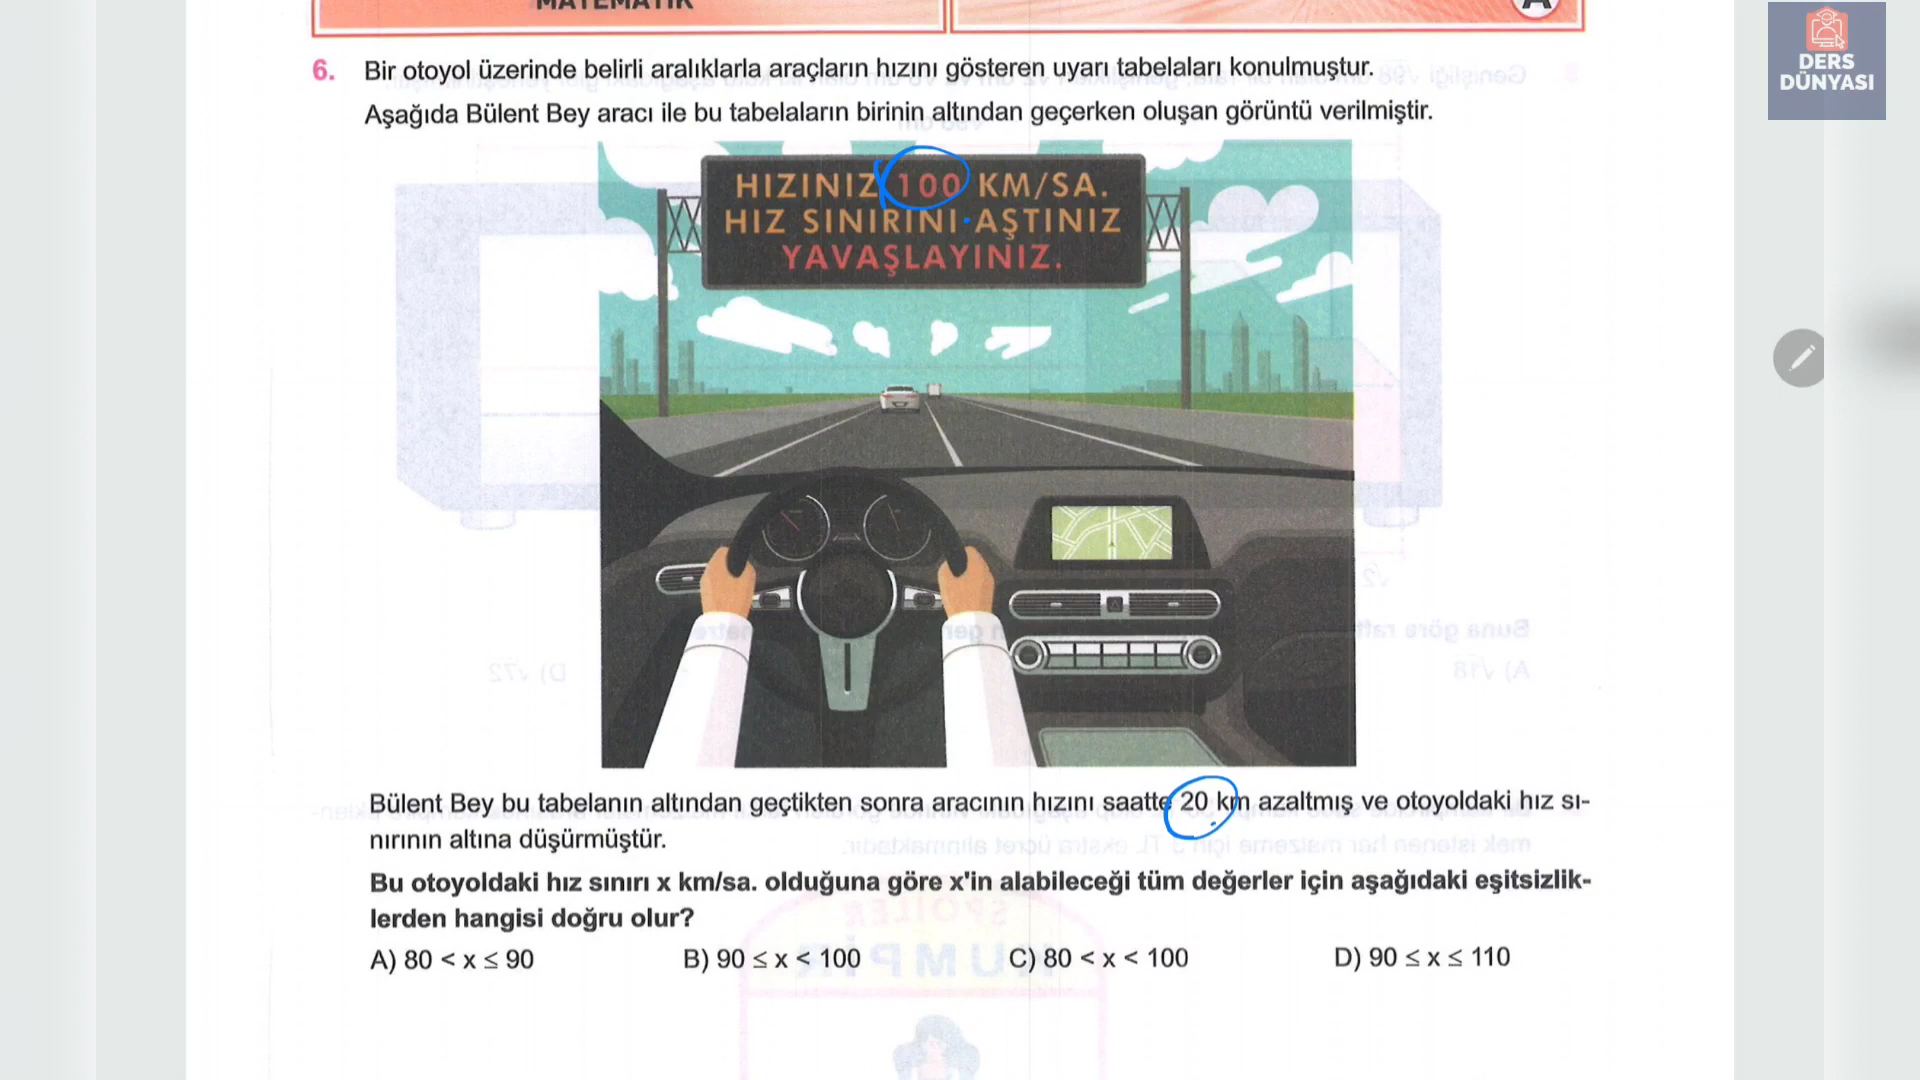 MATEMATİK
A
DERS
DÜNYASI
6. Bir otoyol üzerinde belirli aralıklarla araçların hızını gösteren uyarı tabelaları konulmuştur.
Aşağıda Bülent Bey aracı ile bu tabelaların birinin altından geçerken oluşan görüntü verilmiştir.
HIZINIZ 100 KM/SA.
HIZ SINIRINI AŞTINIZ
YAVAŞLAYINIZ.
Bülent Bey bu tabelanın altından geçtikten sonra aracının hızını saatte 20 km azaltmış ve otoyoldaki hız sı-
nırının altına düşürmüştür.
Bu otoyoldaki hız sınırı x km/sa. olduğuna göre x'in alabileceği tüm değerler için aşağıdaki eşitsizlik-
lerden hangisi doğru olur?
A) 80 < x ≤ 90 B) 90 ≤ x < 100 C) 80 < x < 100 D) 90 ≤ x ≤ 110